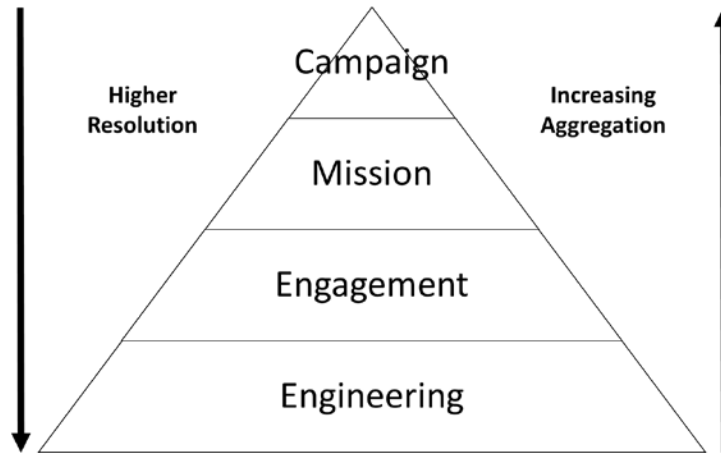 Campaign
Higher
Resolution
Increasing
Aggregation
Mission
Engagement
Engineering